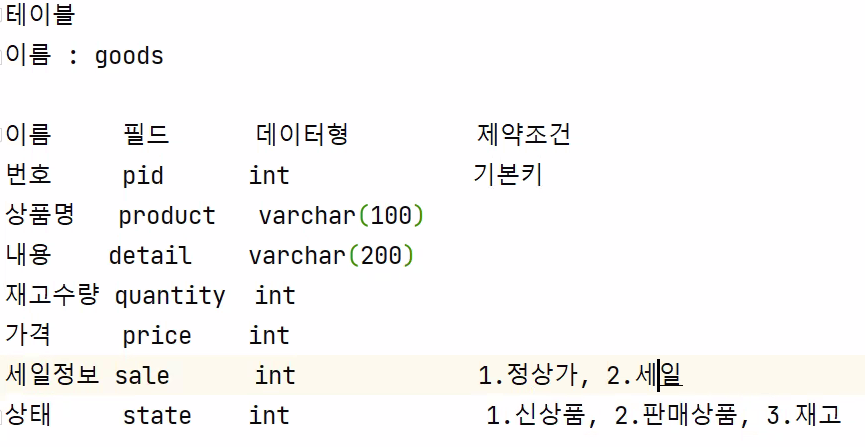 테이블
이름 : goods
이름 필드 데이터형 제약조건
번호 pid int 기본키
상품명 product varchar(100)
내용 detail varchar(200)
재고수량 quantity int
가격 price int
세일정보 sale int 1.정상가, 2.세일
상태 state int 1.신상품, 2.판매상품, 3.재고